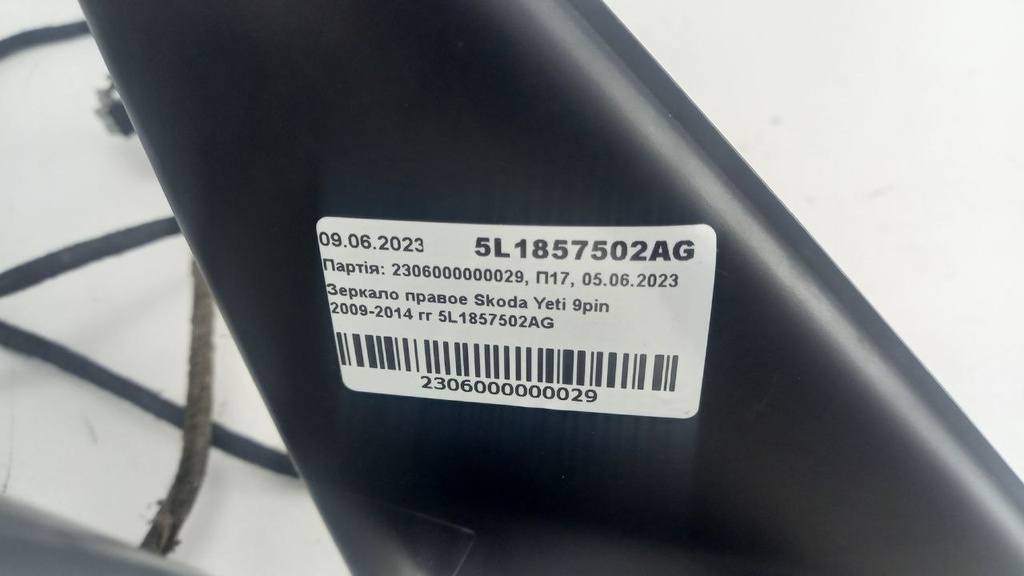 09.06.2023 5L1857502AG
Партія: 2306000000029, П17, 05.06.2023
Зеркало правое Skoda Yeti 9pin
2009-2014 гг 5L1857502AG
2306000000029